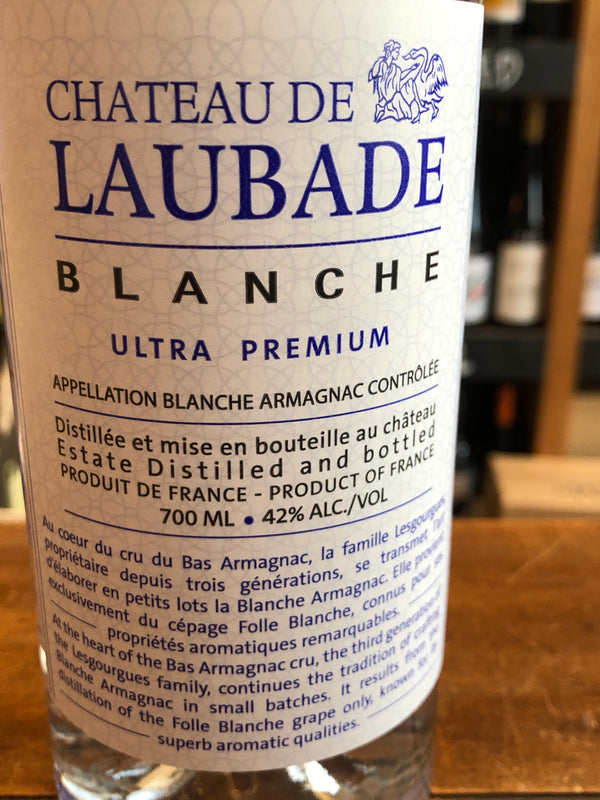 CHATEAU DE
LAUBADE
BLANCHE
ULTRA PREMIUM
APPELLATION BLANCHE ARMAGNAC CONTRÔLÉE
Distillée et mise en bouteille au château
Estate Distilled and bottled
PRODUIT DE FRANCE - PRODUCT OF FRANCE
700 ML • 42% ALC./VOL
Au coeur du cru du Bas Armagnac, la famille Lesgourgues,
propriétaire depuis trois générations, se transmet l'art
d'élaborer en petits lots la Blanche Armagnac. Elle provient
exclusivement du cépage Folle Blanche, connus pour ses
propriétés aromatiques remarquables.
At the heart of the Bas Armagnac cru, the third generation of
the Lesgourgues family, continues the tradition of crafting
Blanche Armagnac in small batches. It results from the
distillation of the Folle Blanche grape only, known for
superb aromatic qualities.